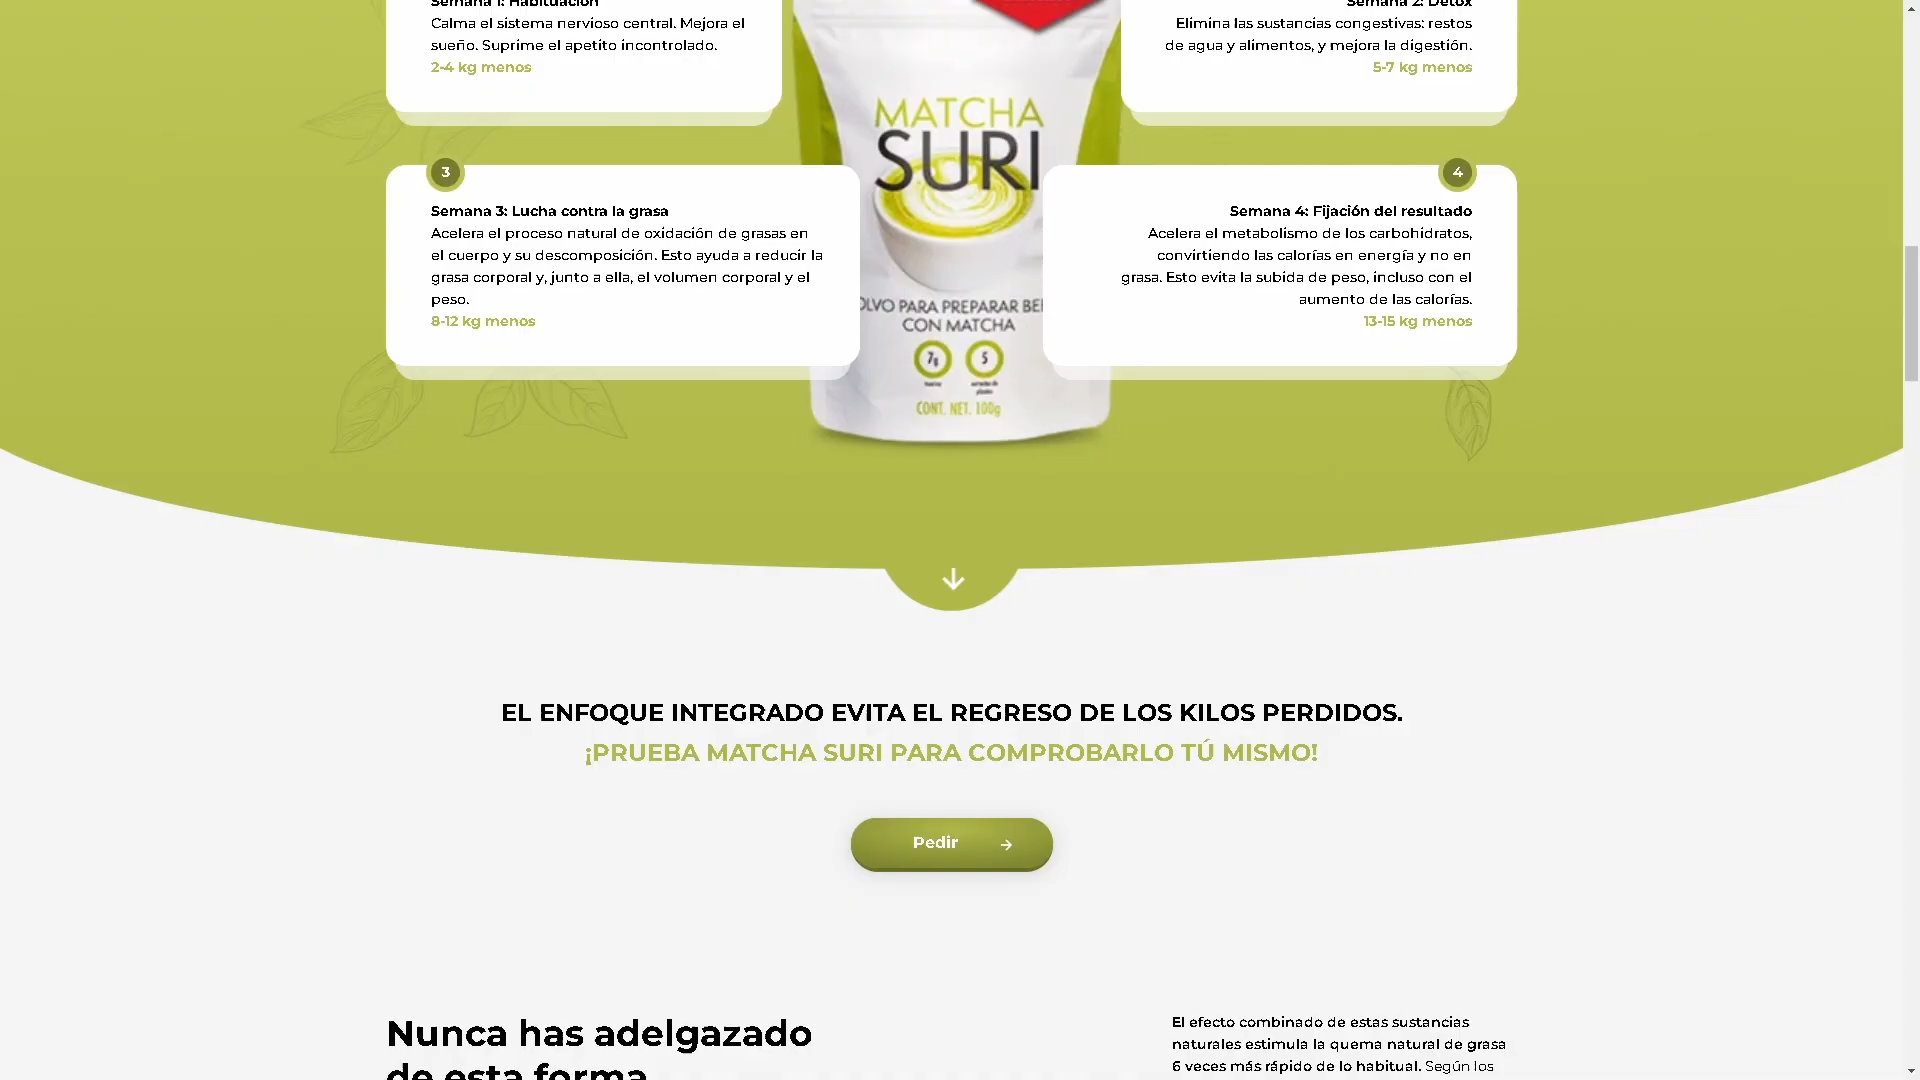 Semana 1: Habituación
Calma el sistema nervioso central. Mejora el
sueño. Suprime el apetito incontrolado.
2-4 kg menos
Semana 2: Detox
Elimina las sustancias congestivas: restos
de agua y alimentos, y mejora la digestión.
5-7 kg menos
MATCHA
SURI
3
Semana 3: Lucha contra la grasa
Acelera el proceso natural de oxidación de grasas en
el cuerpo y su descomposición. Esto ayuda a reducir la
grasa corporal y, junto a ella, el volumen corporal y el
peso.
8-12 kg menos
4
Semana 4: Fijación del resultado
Acelera el metabolismo de los carbohidratos,
convirtiendo las calorías en energía y no en
grasa. Esto evita la subida de peso, incluso con el
aumento de las calorías.
13-15 kg menos
PARA PREPARAR
CON MATCHA
7g 5
CONT. NET. 100g
EL ENFOQUE INTEGRADO EVITA EL REGRESO DE LOS KILOS PERDIDOS.
¡PRUEBA MATCHA SURI PARA COMPROBARLO TÚ MISMO!
Pedir
Nunca has adelgazado
de esta forma
El efecto combinado de estas sustancias
naturales estimula la quema natural de grasa
6 veces más rápido de lo habitual. Según los